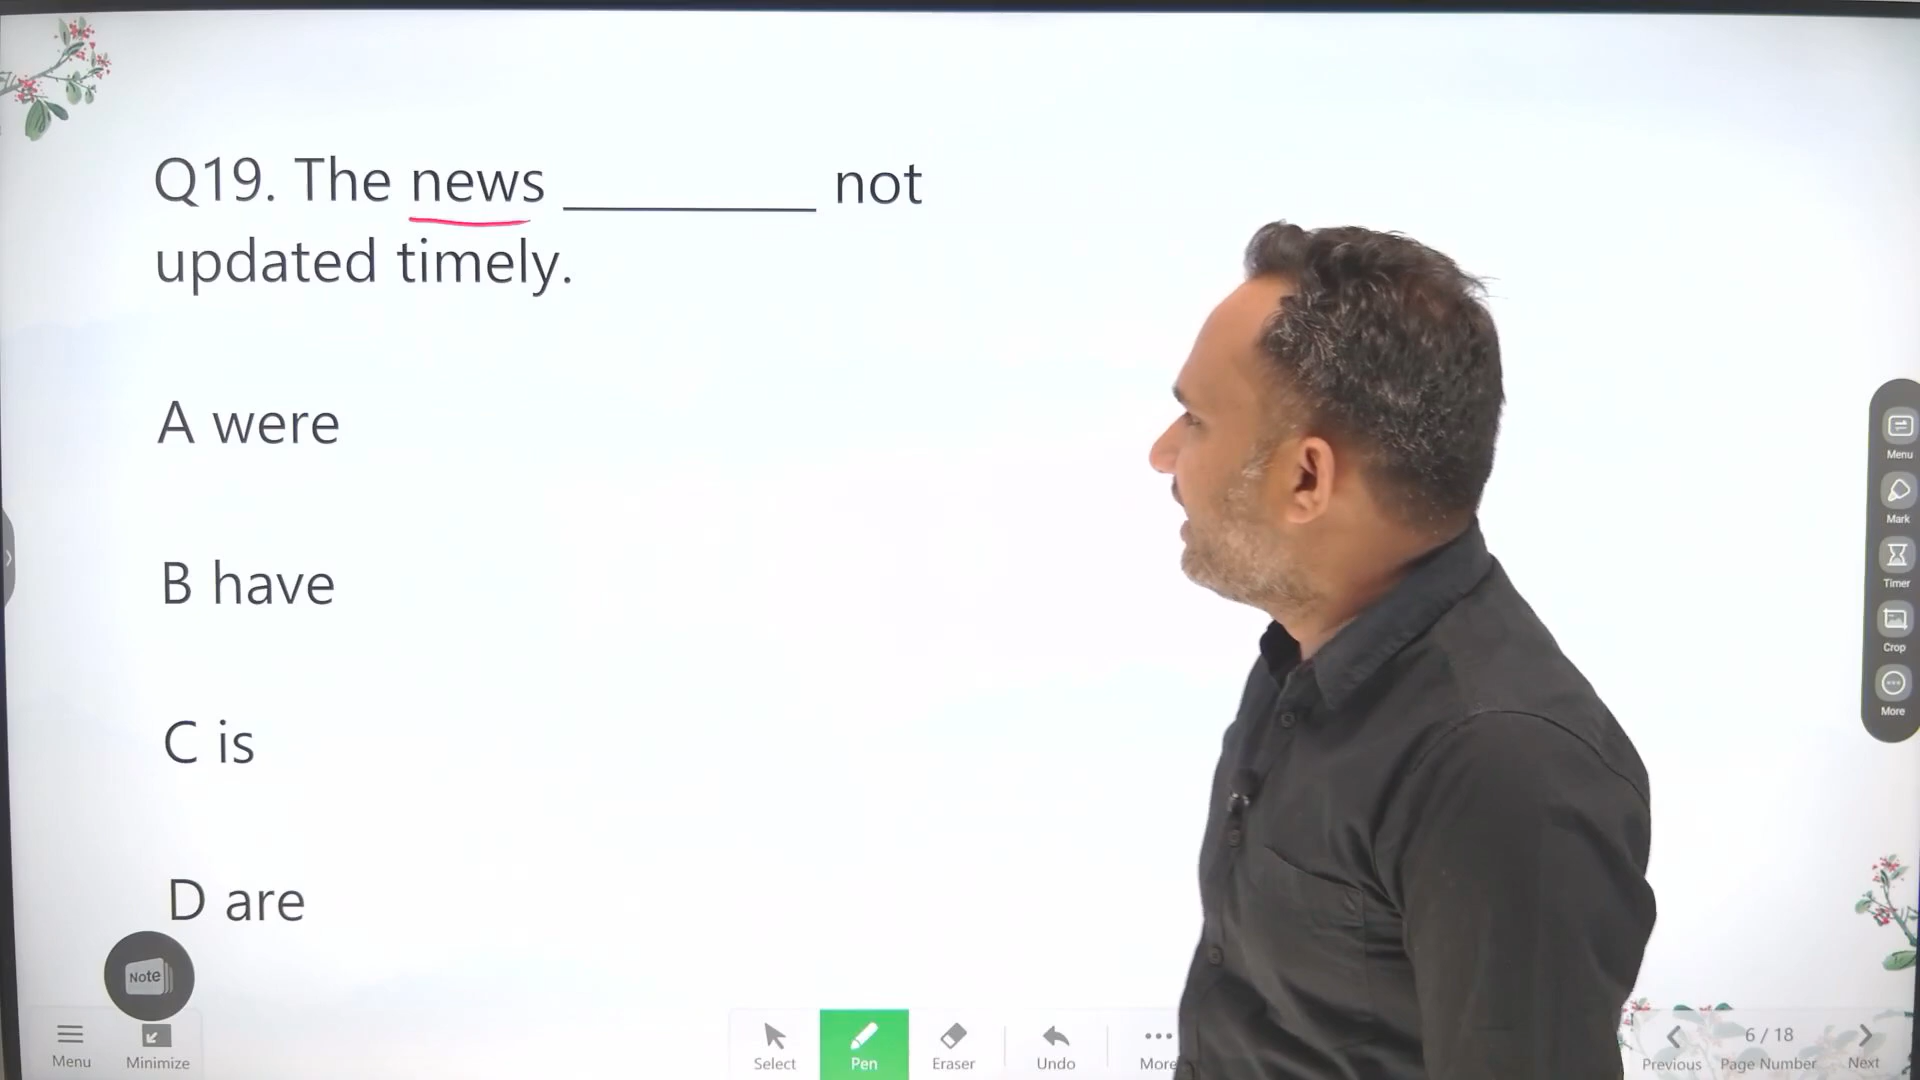 Q19. The news _________ not
updated timely.
A were
B have
C is
D are
Note
Menu
Minimize
Select
Pen
Eraser
Undo
More
6 / 18
Previous
Page Number
Next
Menu
Mark
Timer
Crop
More